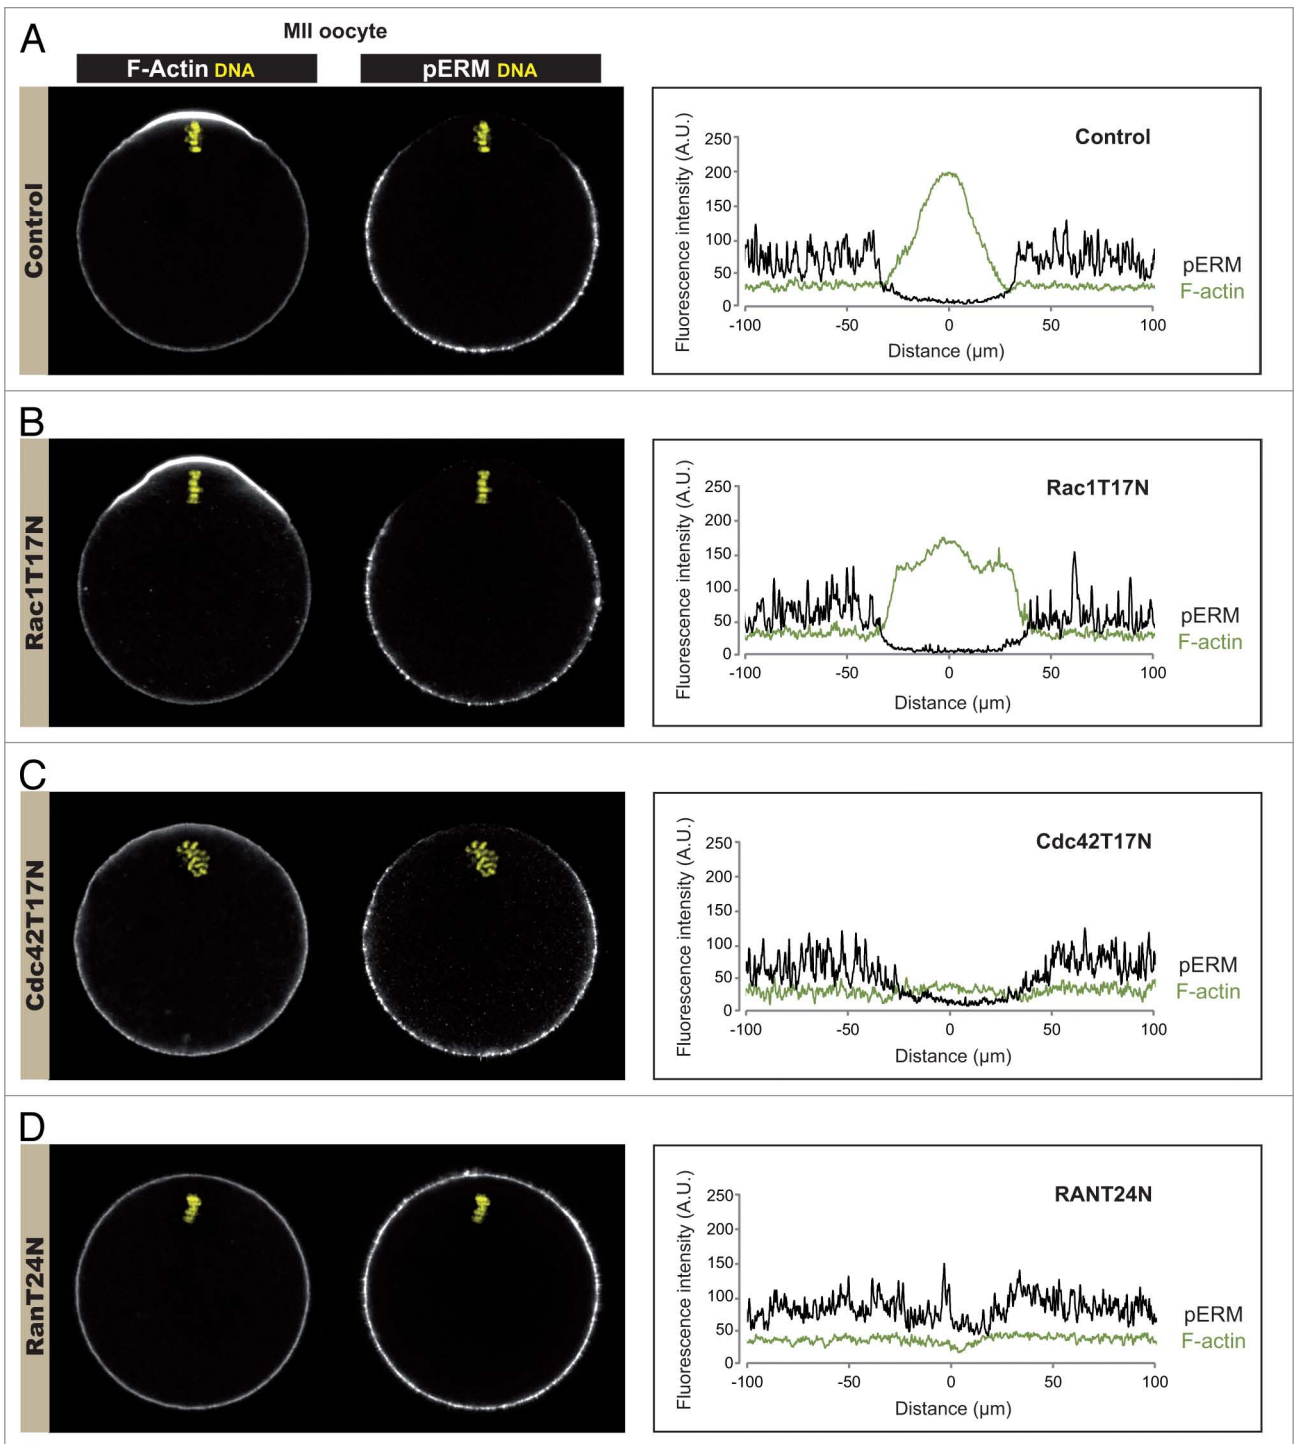 A
MII oocyte
F-Actin DNA
pERM DNA
Control
Fluorescence intensity (A.U.)
250
200
150
100
50
0
-100 -50 0 50 100
Distance (µm)
Control
pERM
F-actin
B
Rac1T17N
Fluorescence intensity (A.U.)
250
200
150
100
50
0
-100 -50 0 50 100
Distance (µm)
Rac1T17N
pERM
F-actin
C
Cdc42T17N
Fluorescence intensity (A.U.)
250
200
150
100
50
0
-100 -50 0 50 100
Distance (µm)
Cdc42T17N
pERM
F-actin
D
RanT24N
Fluorescence intensity (A.U.)
250
200
150
100
50
0
-100 -50 0 50 100
Distance (µm)
RANT24N
pERM
F-actin